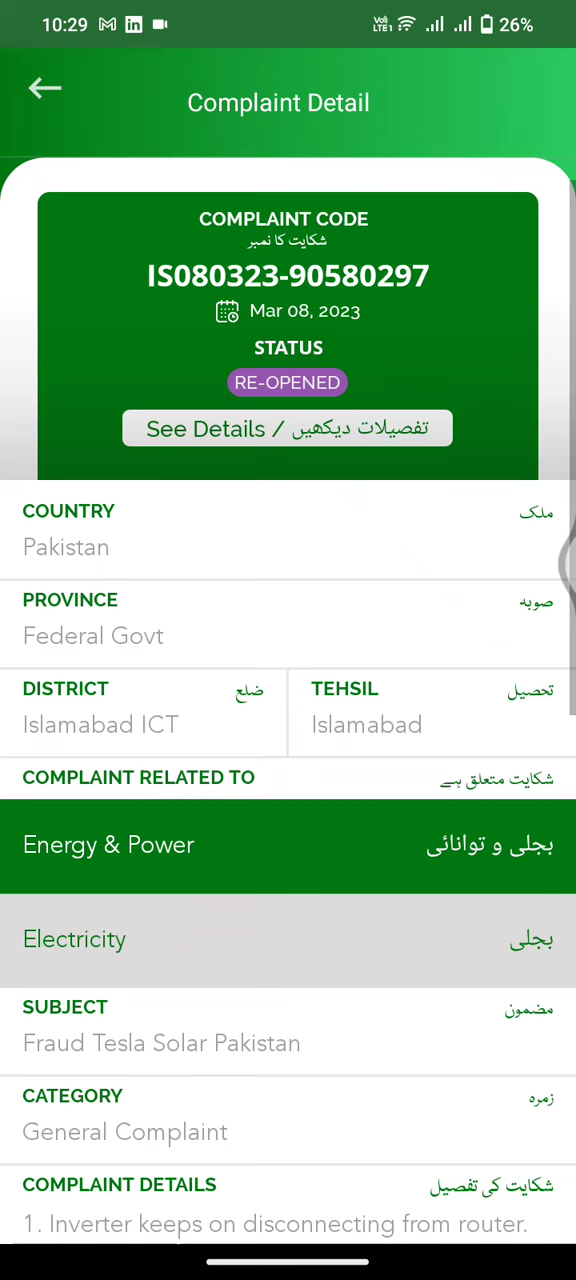 10:29 Vo) LTE1 26%
Complaint Detail
COMPLAINT CODE
شکایت کا نمبر
IS080323-90580297
Mar 08, 2023
STATUS
RE-OPENED
See Details / تفصیلات دیکھیں
COUNTRY ملک
Pakistan
PROVINCE صوبہ
Federal Govt
DISTRICT ضلع TEHSIL تحصیل
Islamabad ICT Islamabad
COMPLAINT RELATED TO شکایت متعلق ہے
Energy & Power بجلی و توانائی
Electricity بجلی
SUBJECT مضمون
Fraud Tesla Solar Pakistan
CATEGORY زمرہ
General Complaint
COMPLAINT DETAILS شکایت کی تفصیل
1. Inverter keeps on disconnecting from router.